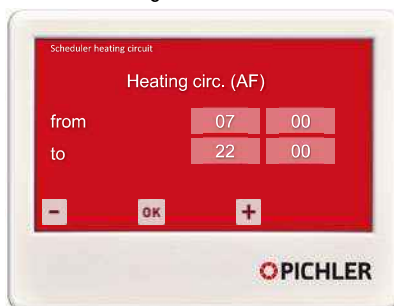 Scheduler heating circuit
Heating circ. (AF)
from 07 00
to 22 00
- OK +
PICHLER